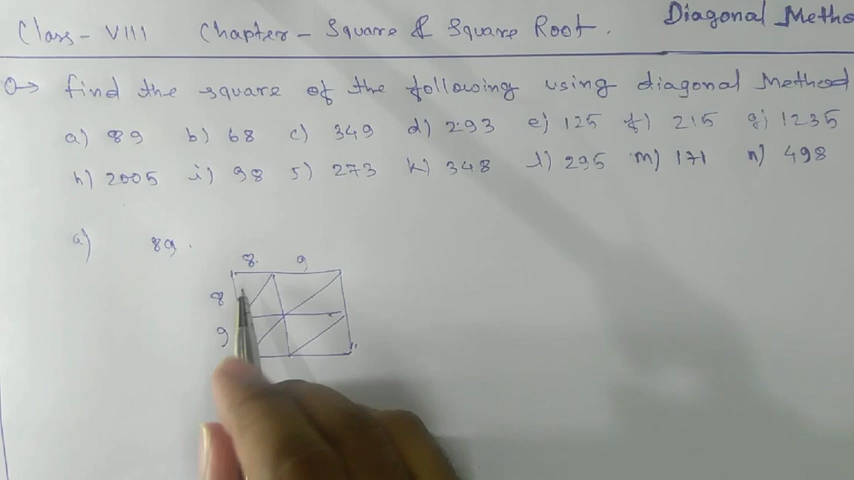 Class - VIII Chapter - Square & Square Root. Diagonal Metho
Q→ find the square of the following using diagonal Method
a) 89 b) 68 c) 349 d) 293 e) 125 f) 215 g) 1235
h) 2005 i) 98 j) 273 k) 348 l) 295 m) 171 n) 498
a) 89.
8 9
8
9